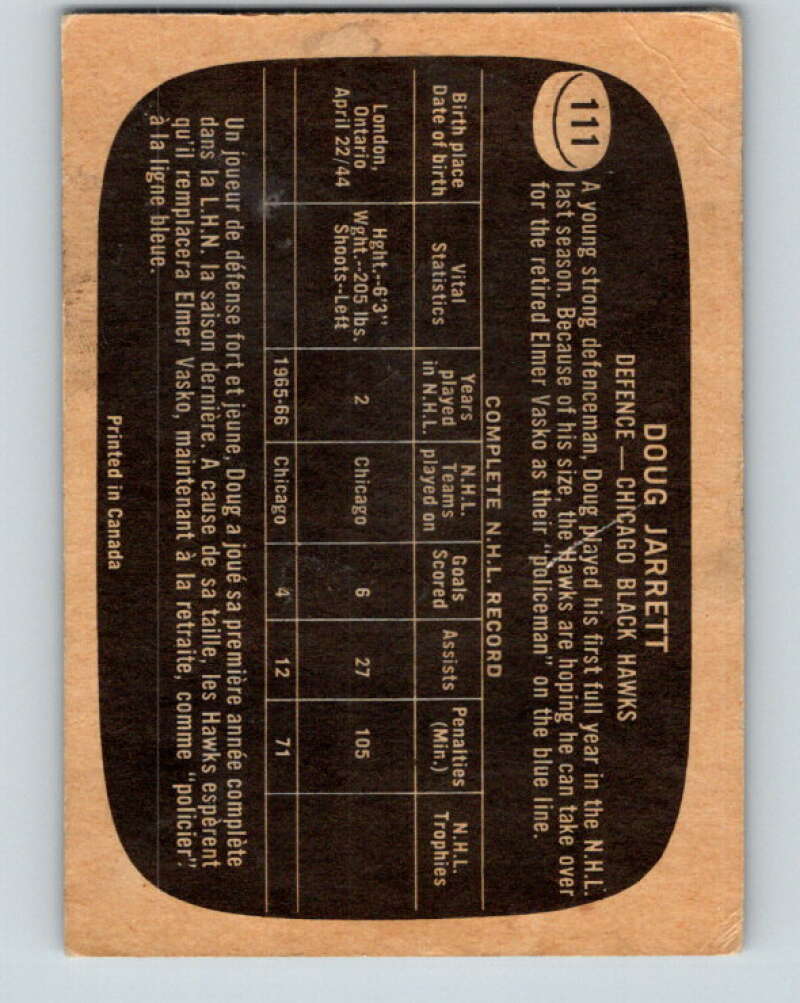 111
DOUG JARRETT
DEFENCE — CHICAGO BLACK HAWKS
A young strong defenceman, Doug played his first full year in the N.H.L.
last season. Because of his size, the Hawks are hoping he can take over
for the retired Elmer Vasko as their "policeman" on the blue line.
COMPLETE N.H.L. RECORD
Birth place Vital Years N.H.L. Goals Assists Penalties N.H.L.
Date of birth Statistics played Teams Scored (Min.) Trophies
in N.H.L. played on
London, Hght.--6'3"
Ontario Wght.--205 lbs. 2 Chicago 6 27 105
April 22/44 Shoots--Left
1965-66 Chicago 4 12 71
Un joueur de défense fort et jeune, Doug a joué sa première année complète
dans la L.H.N. la saison dernière. A cause de sa taille, les Hawks espèrent
qu'il remplacera Elmer Vasko, maintenant à la retraite, comme "policier"
à la ligne bleue.
Printed in Canada